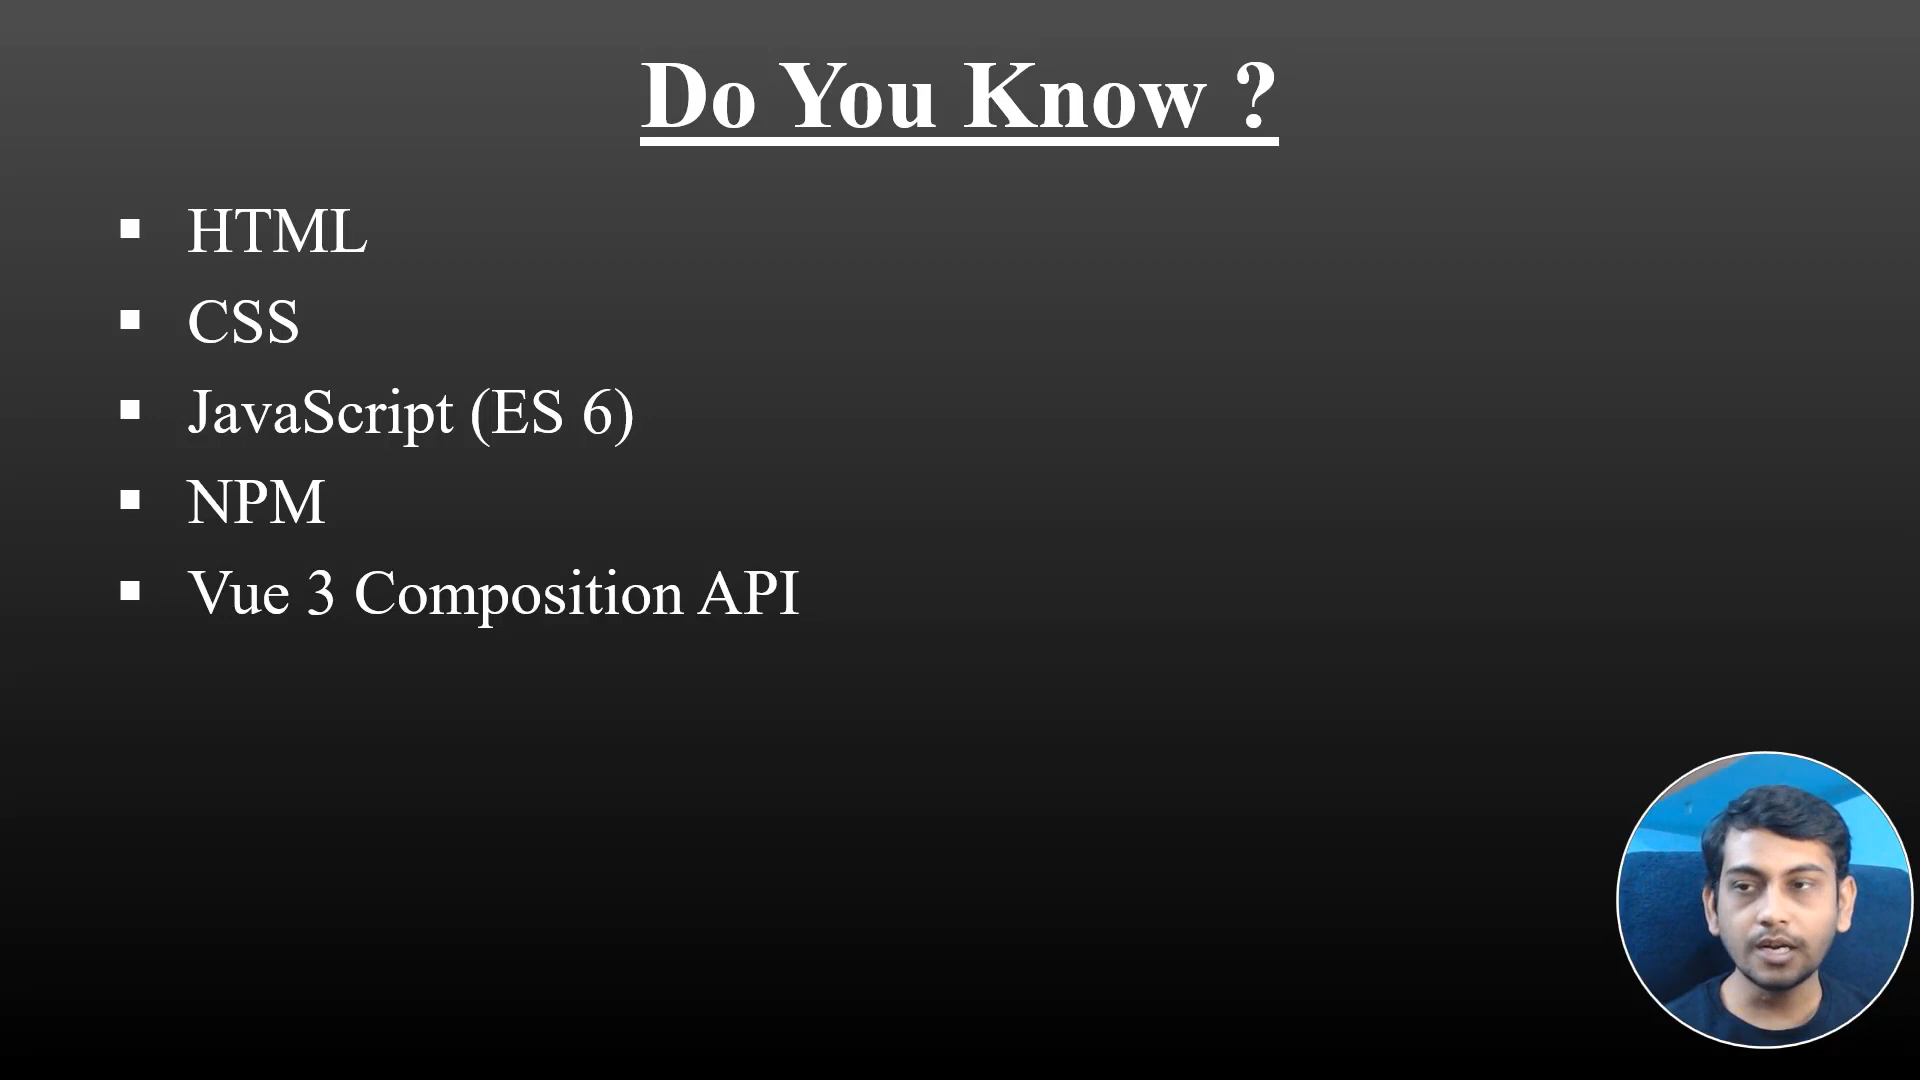 Do You Know ?
▪ HTML
▪ CSS
▪ JavaScript (ES 6)
▪ NPM
▪ Vue 3 Composition API